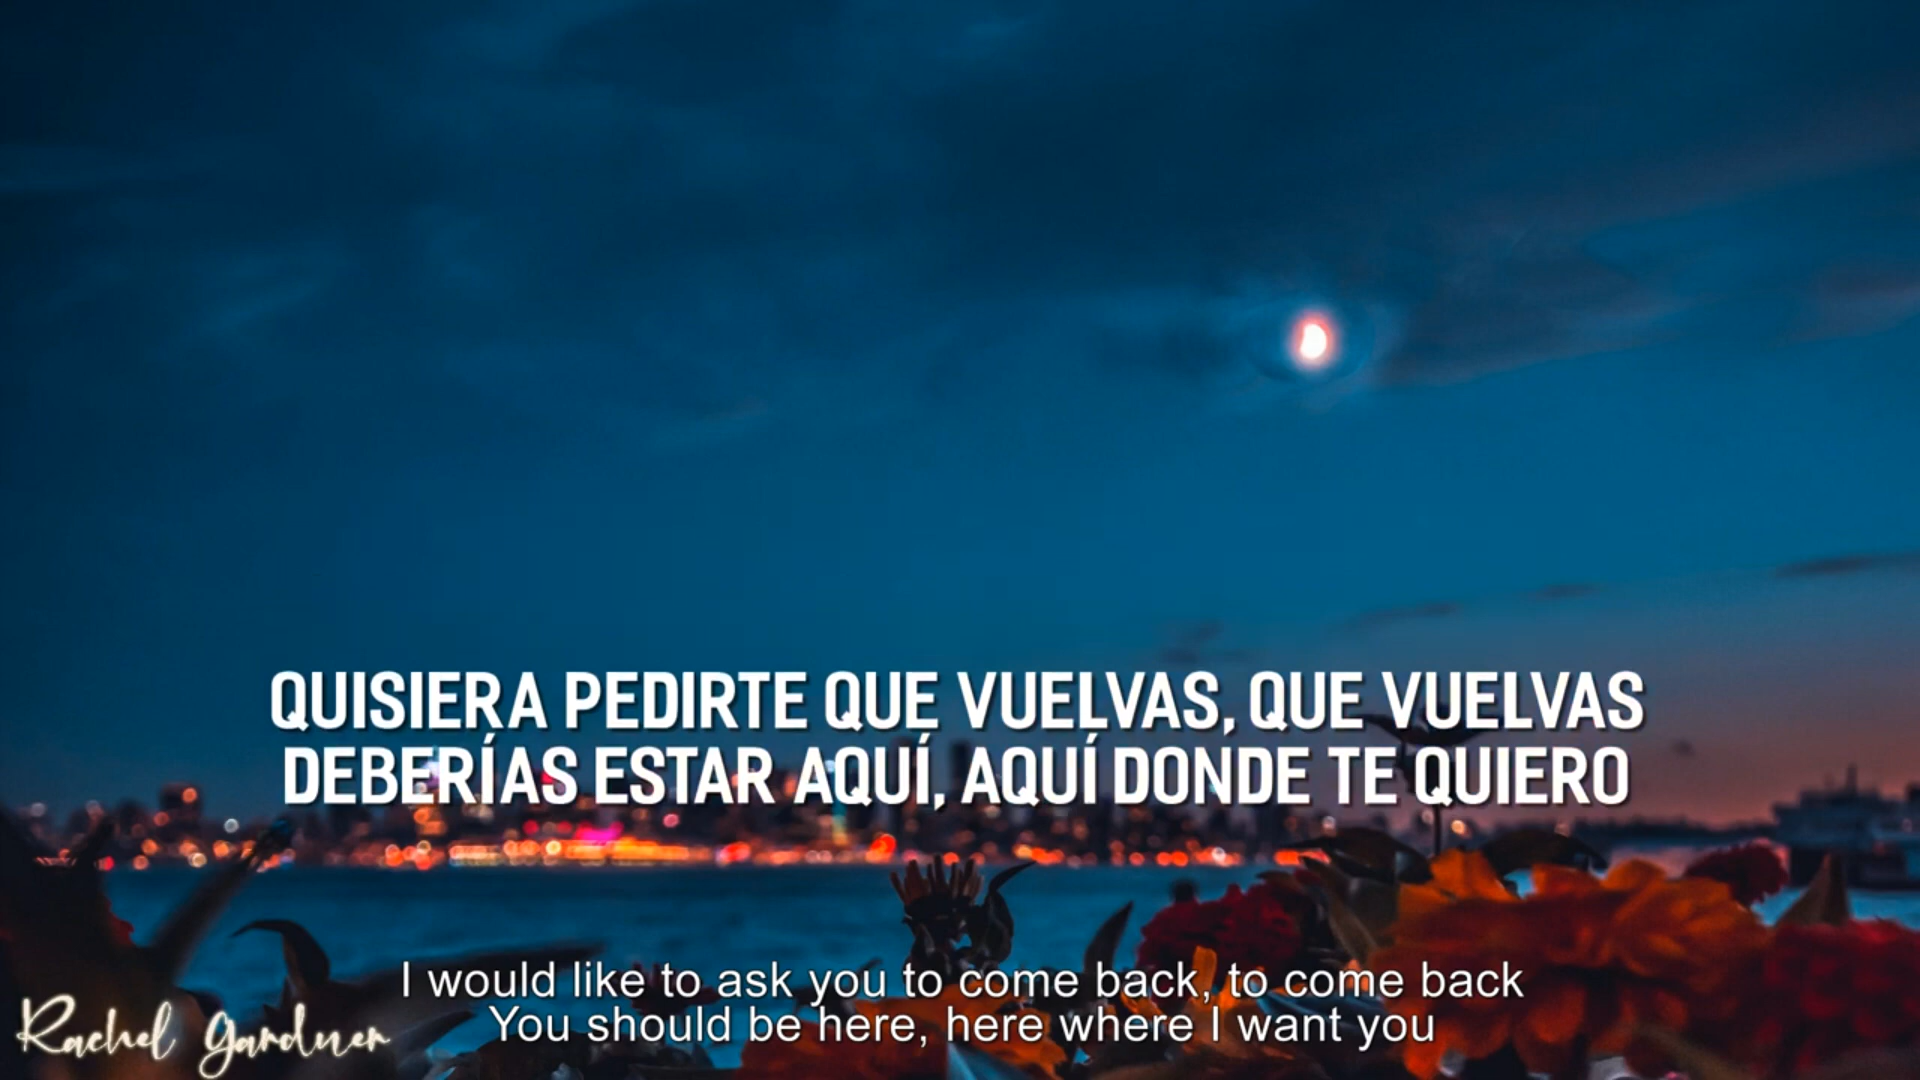 QUISIERA PEDIRTE QUE VUELVAS, QUE VUELVAS
DEBERÍAS ESTAR AQUÍ, AQUÍ DONDE TE QUIERO
I would like to ask you to come back, to come back
You should be here, here where I want you
Rachel Gardner